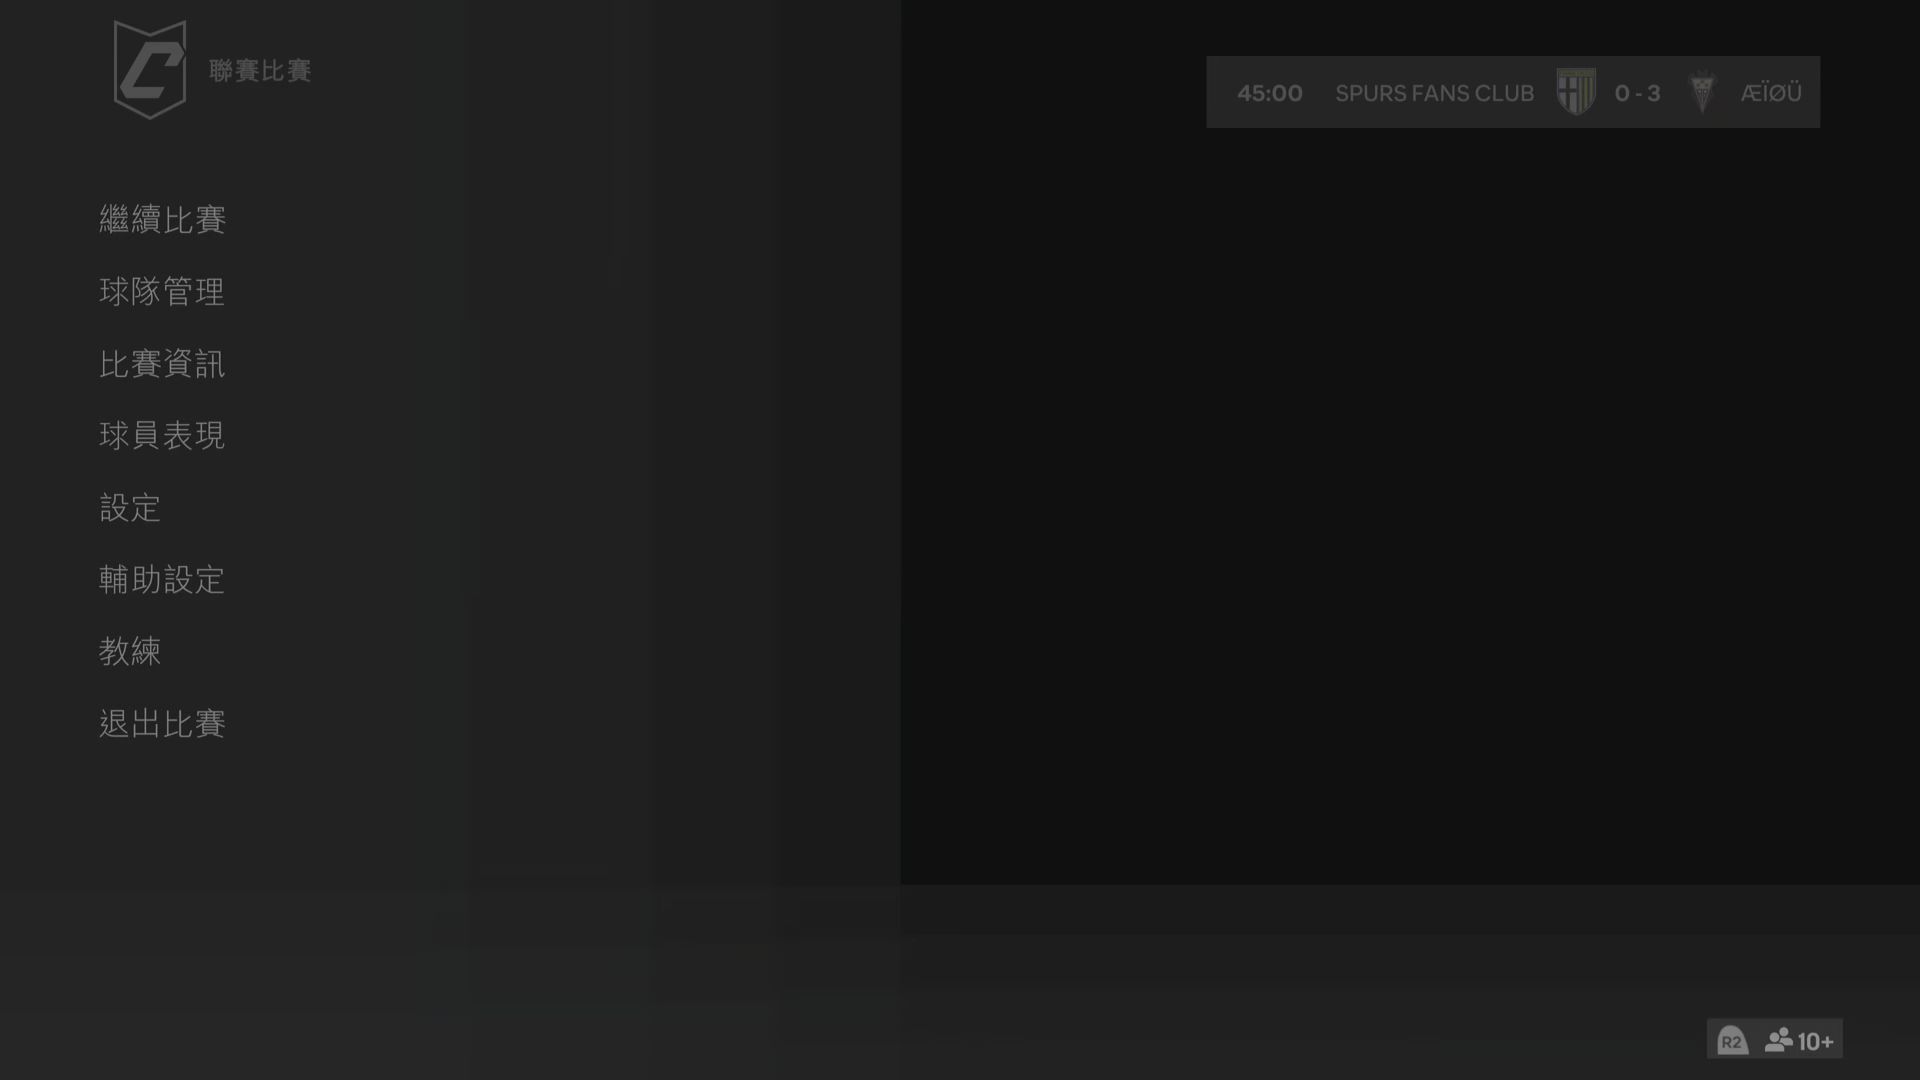 聯賽比賽
45:00 SPURS FANS CLUB 0 - 3 ÆÏØÜ
繼續比賽
球隊管理
比賽資訊
球員表現
設定
輔助設定
教練
退出比賽
R2 10+